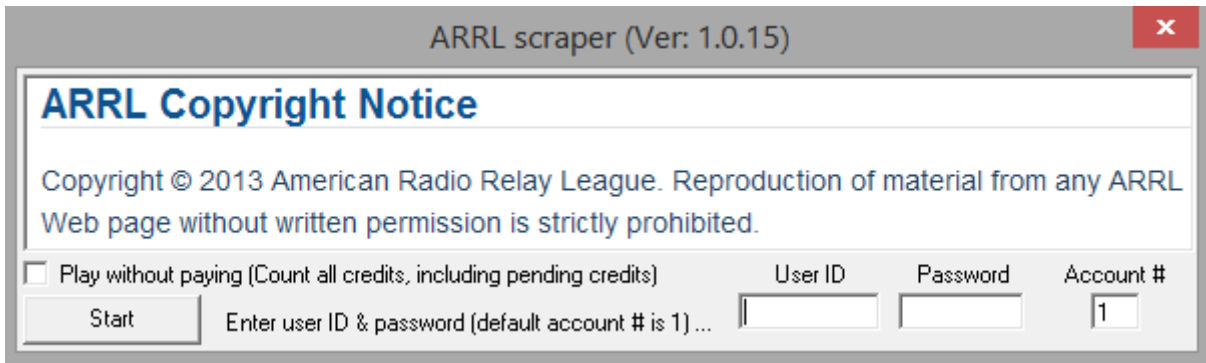 ARRL scraper (Ver: 1.0.15)
x
ARRL Copyright Notice
Copyright © 2013 American Radio Relay League. Reproduction of material from any ARRL
Web page without written permission is strictly prohibited.
Play without paying (Count all credits, including pending credits)
User ID
Password
Account #
Start
Enter user ID & password (default account # is 1) ...
1